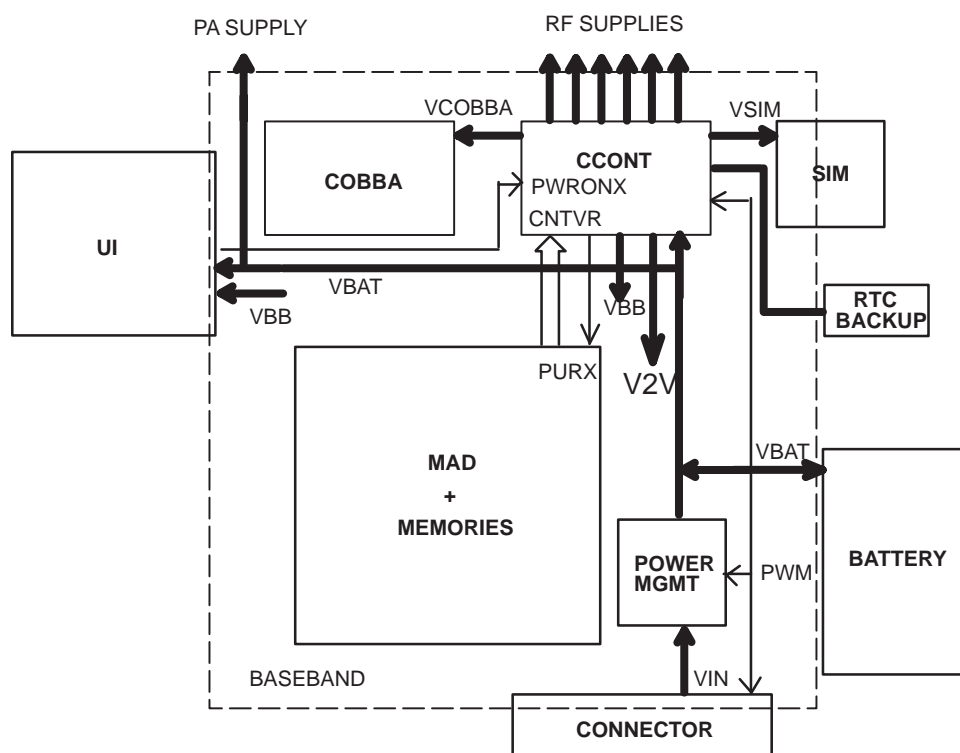 PA SUPPLY
RF SUPPLIES
VCOBBA
VSIM
COBBA
CCONT
PWRONX
CNTVR
SIM
UI
VBAT
VBB
VBB
RTC
BACKUP
PURX
V2V
MAD
+
MEMORIES
VBAT
POWER
MGMT
PWM
BATTERY
BASEBAND
VIN
CONNECTOR